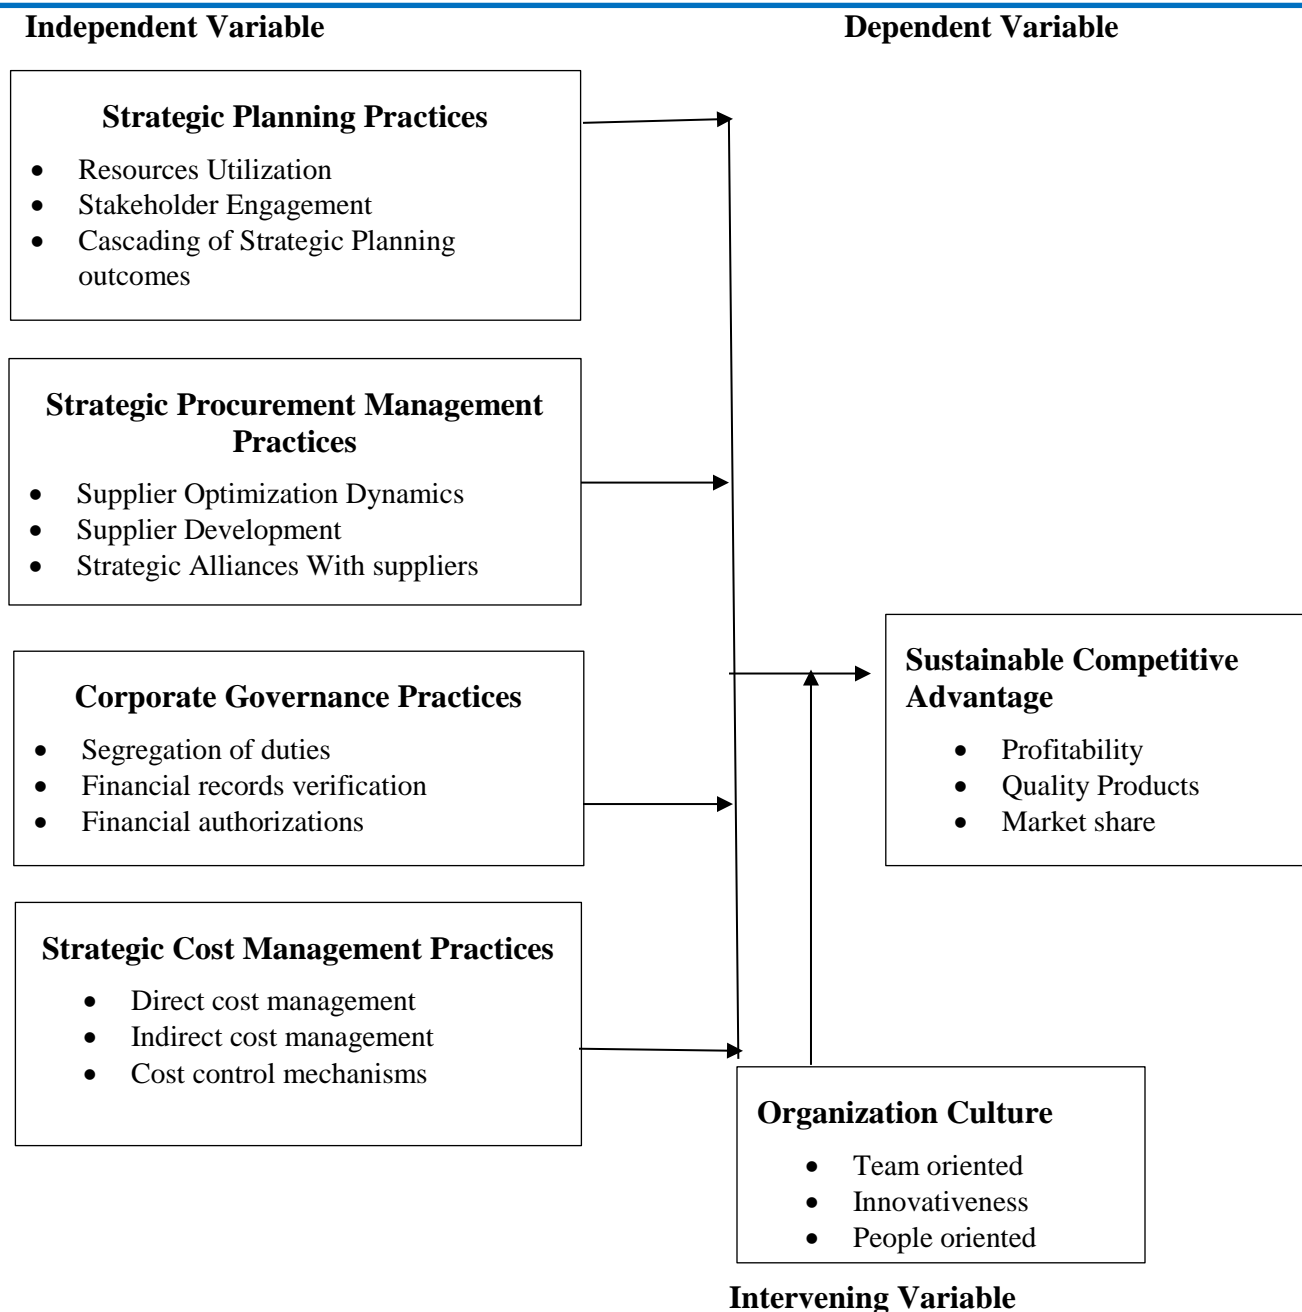 Independent Variable
Dependent Variable
Strategic Planning Practices
• Resources Utilization
• Stakeholder Engagement
• Cascading of Strategic Planning
outcomes
Strategic Procurement Management
Practices
• Supplier Optimization Dynamics
• Supplier Development
• Strategic Alliances With suppliers
Corporate Governance Practices
• Segregation of duties
• Financial records verification
• Financial authorizations
Strategic Cost Management Practices
• Direct cost management
• Indirect cost management
• Cost control mechanisms
Sustainable Competitive
Advantage
• Profitability
• Quality Products
• Market share
Organization Culture
• Team oriented
• Innovativeness
• People oriented
Intervening Variable